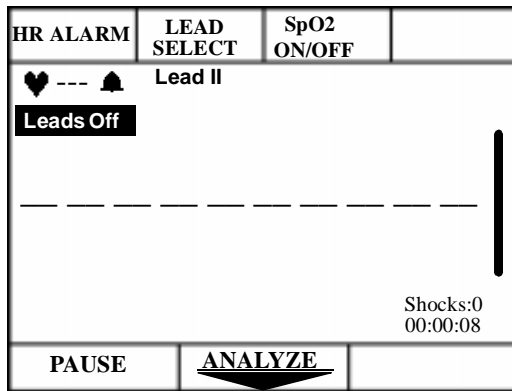 HR ALARM
LEAD
SELECT
SpO2
ON/OFF
--- Lead II
Leads Off
Shocks:0
00:00:08
PAUSE
ANALYZE